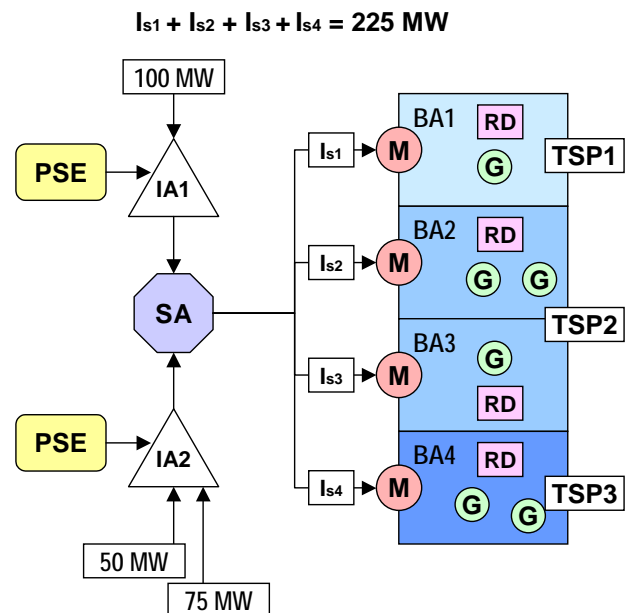 Is1 + Is2 + Is3 + Is4 = 225 MW
100 MW
PSE
IA1
SA
PSE
IA2
50 MW
75 MW
Is1
Is2
Is3
Is4
M
BA1
RD
G
TSP1
M
BA2
RD
G G
TSP2
M
BA3
G
RD
M
BA4
RD
G G
TSP3